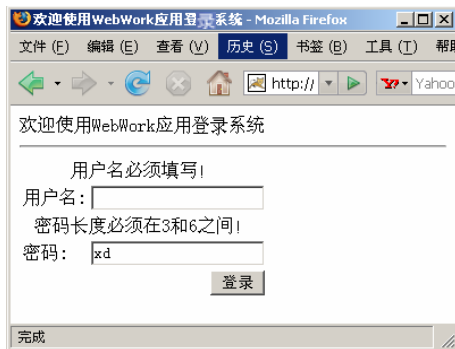 欢迎使用WebWork应用登录系统 - Mozilla Firefox
文件 (F) 编辑 (E) 查看 (V) 历史 (S) 书签 (B) 工具 (T) 帮
http:// Y! Yahoo
欢迎使用WebWork应用登录系统
用户名必须填写!
用户名:
密码长度必须在3和6之间!
密码: xd
登录
完成